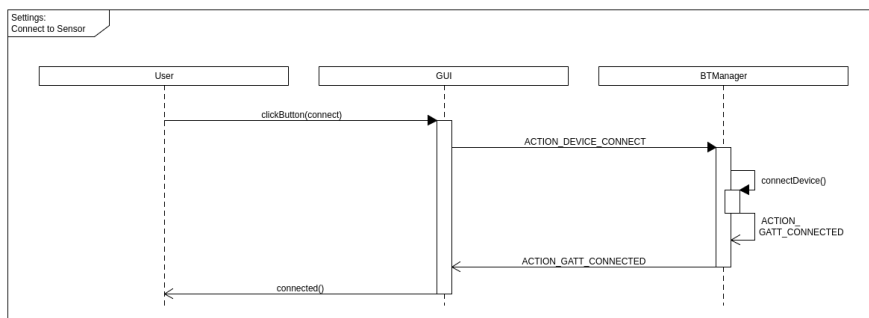 Settings:
Connect to Sensor
User
GUI
BTManager
clickButton(connect)
ACTION_DEVICE_CONNECT
connectDevice()
ACTION_
GATT_CONNECTED
ACTION_GATT_CONNECTED
connected()